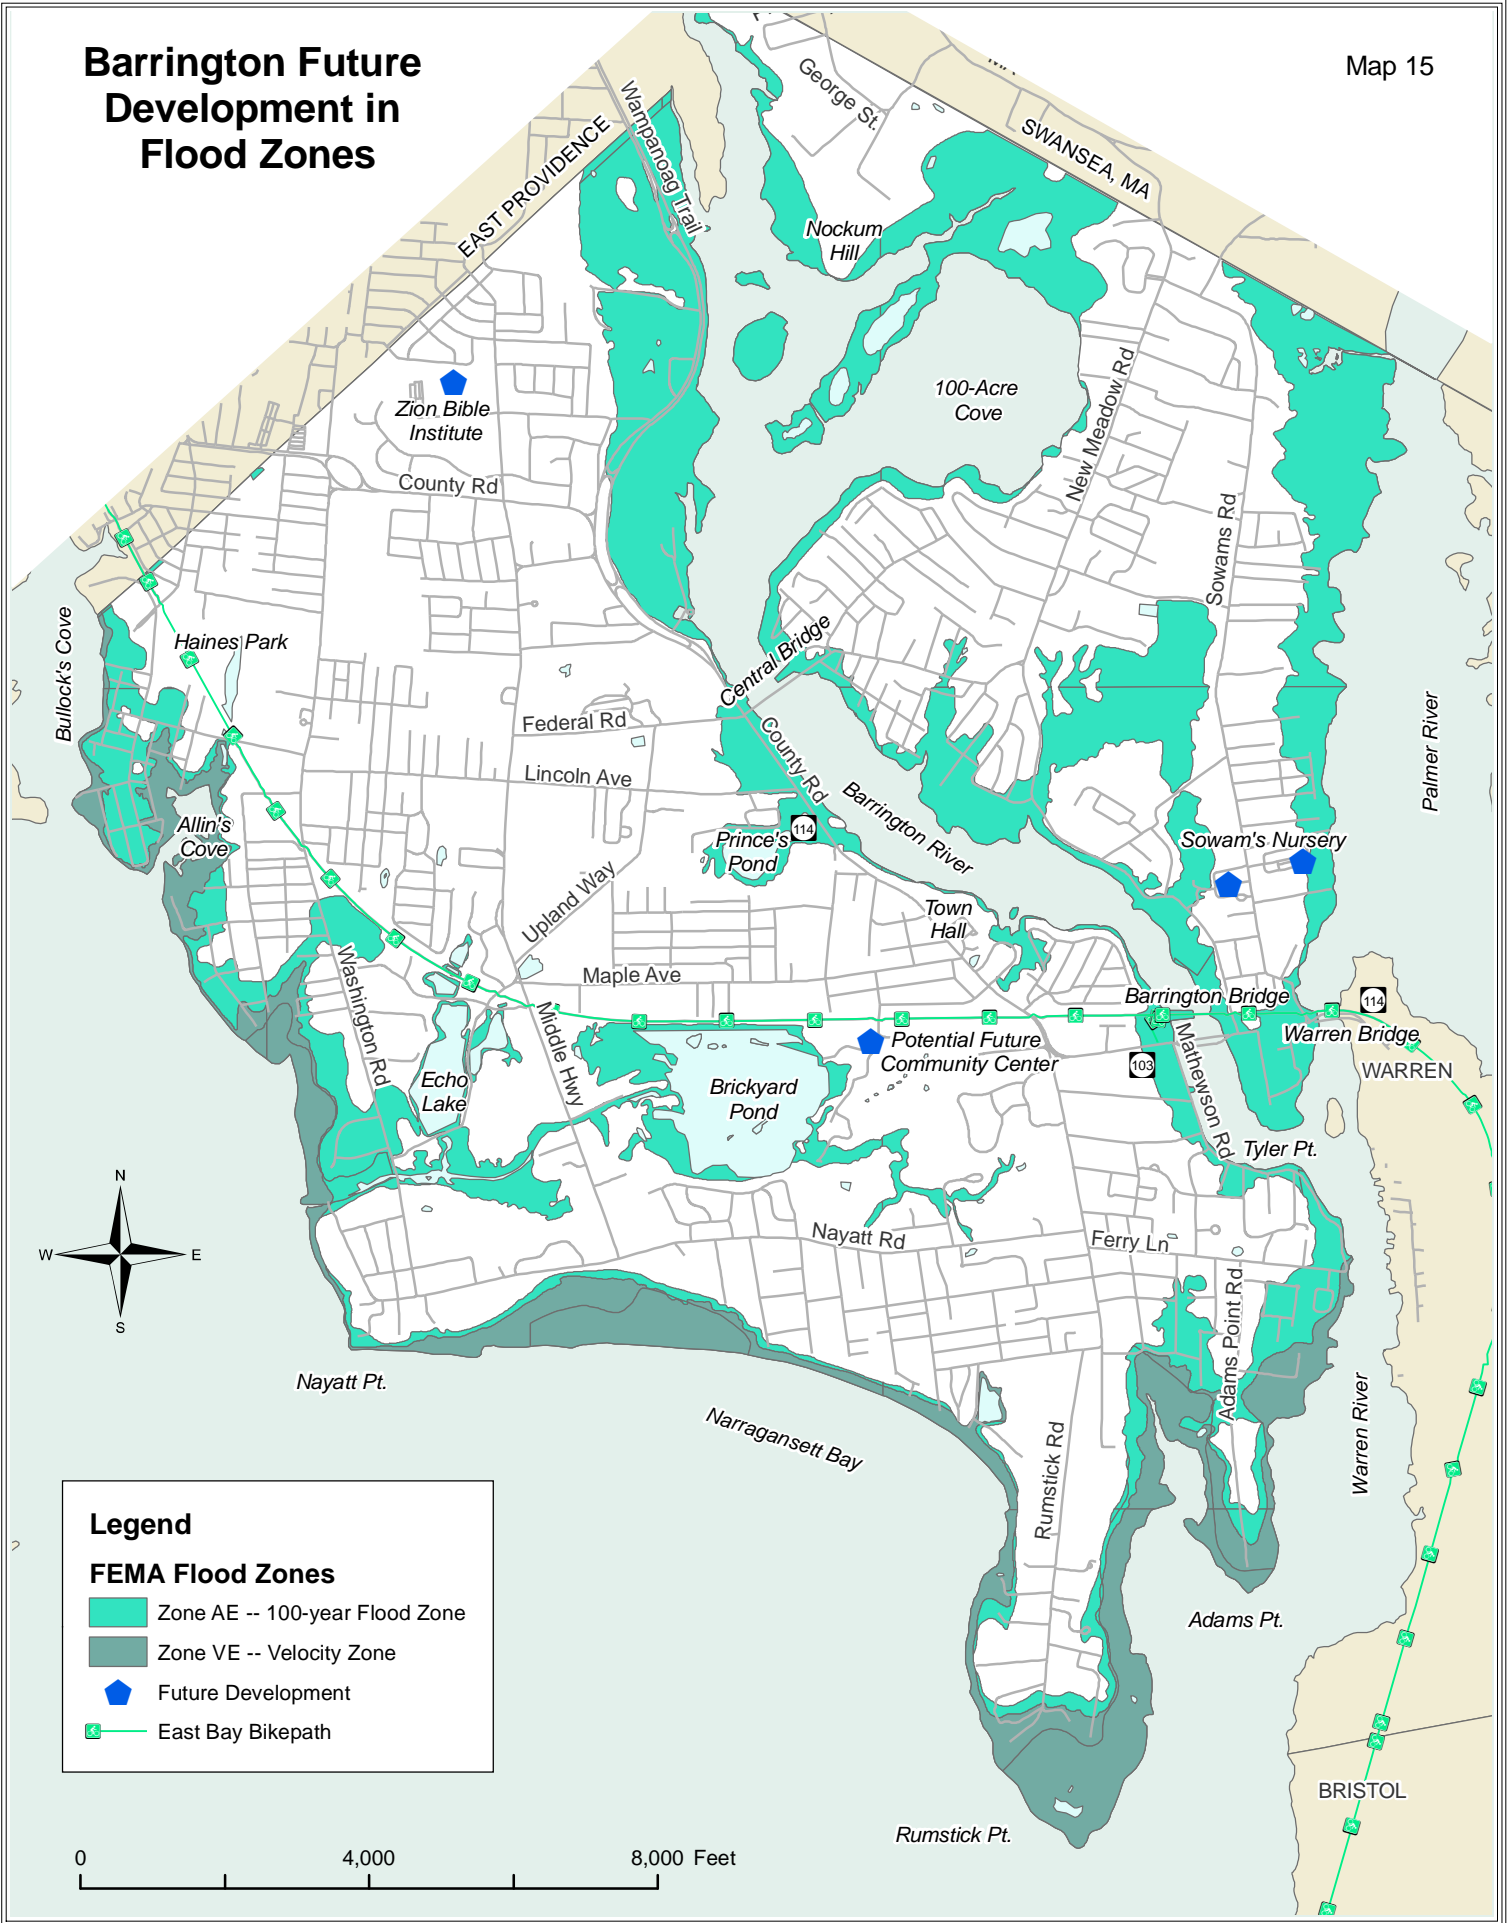 Barrington Future
Development in
Flood Zones
Map 15
MA
George St.
Wampanoag Trail
SWANSEA, MA
EAST PROVIDENCE
Nockum
Hill
100-Acre
Cove
New Meadow Rd
Zion Bible
Institute
County Rd
Sowams Rd
Bullock's Cove
Haines Park
Central Bridge
Federal Rd
County Rd
Lincoln Ave
Palmer River
Barrington River
Allin's
Cove
114
Prince's
Pond
Sowam's Nursery
Upland Way
Town
Hall
Washington Rd
Maple Ave
Barrington Bridge
114
Middle Hwy
Warren Bridge
Potential Future
Community Center
103
Mathewson Rd
WARREN
Echo
Lake
Brickyard
Pond
Tyler Pt.
N
W
E
S
Nayatt Rd
Ferry Ln
Adams Point Rd
Nayatt Pt.
Narragansett Bay
Rumstick Rd
Warren River
Legend
FEMA Flood Zones
Zone AE -- 100-year Flood Zone
Zone VE -- Velocity Zone
Future Development
East Bay Bikepath
Adams Pt.
BRISTOL
Rumstick Pt.
0
4,000
8,000 Feet